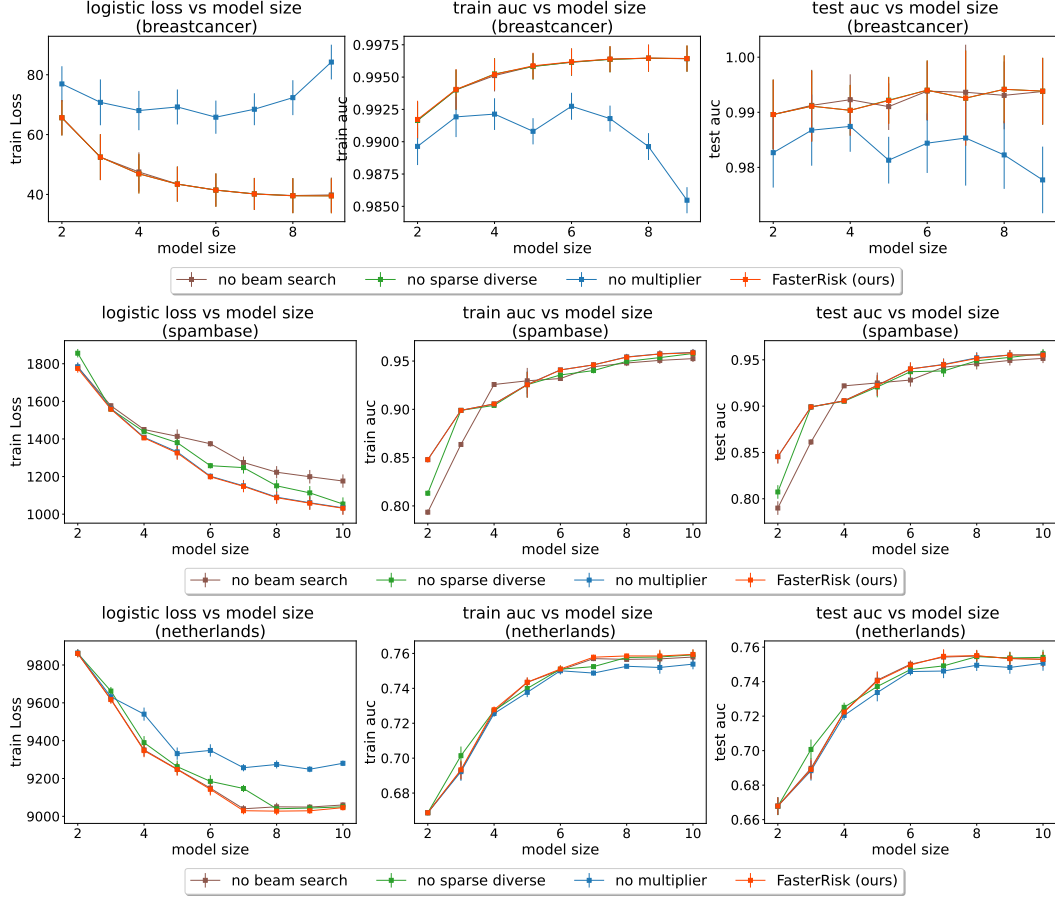 logistic loss vs model size
(breastcancer)
train auc vs model size
(breastcancer)
test auc vs model size
(breastcancer)
train Loss
80
60
40
2 4 6 8
model size
train auc
0.9975
0.9950
0.9925
0.9900
0.9875
0.9850
2 4 6 8
model size
test auc
1.00
0.99
0.98
2 4 6 8
model size
no beam search no sparse diverse no multiplier FasterRisk (ours)
logistic loss vs model size
(spambase)
train auc vs model size
(spambase)
test auc vs model size
(spambase)
train Loss
1800
1600
1400
1200
1000
2 4 6 8 10
model size
train auc
0.95
0.90
0.85
0.80
2 4 6 8 10
model size
test auc
0.95
0.90
0.85
0.80
2 4 6 8 10
model size
no beam search no sparse diverse no multiplier FasterRisk (ours)
logistic loss vs model size
(netherlands)
train auc vs model size
(netherlands)
test auc vs model size
(netherlands)
train Loss
9800
9600
9400
9200
9000
2 4 6 8 10
model size
train auc
0.76
0.74
0.72
0.70
0.68
2 4 6 8 10
model size
test auc
0.76
0.74
0.72
0.70
0.68
0.66
2 4 6 8 10
model size
no beam search no sparse diverse no multiplier FasterRisk (ours)